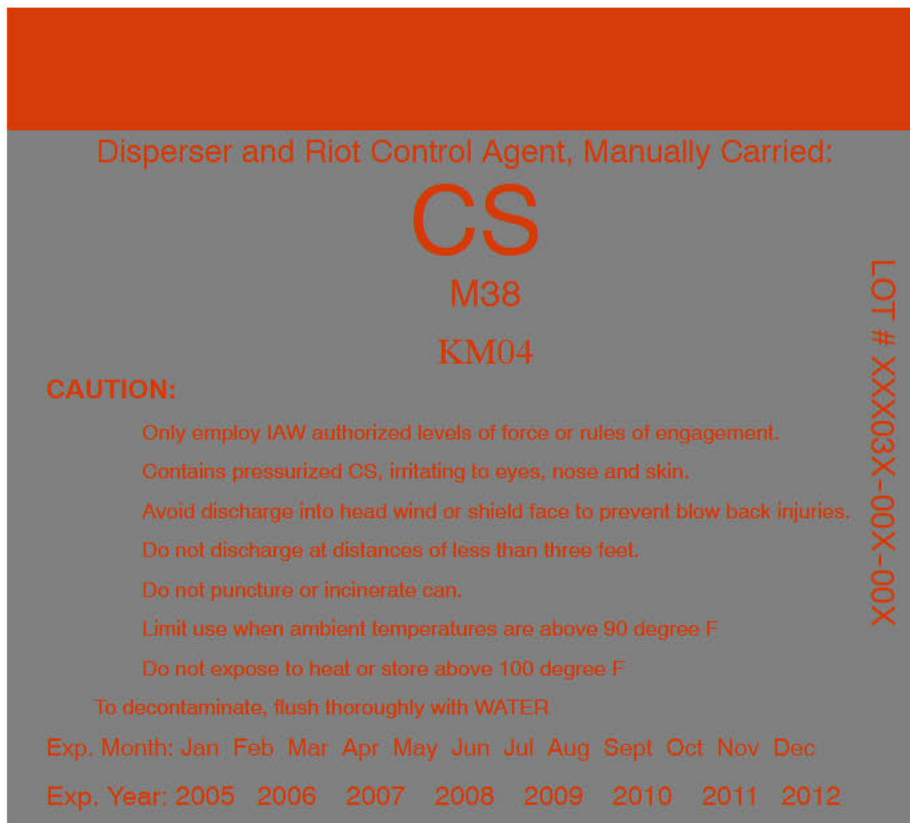 Disperser and Riot Control Agent, Manually Carried:
CS
M38
KM04
LOT # XXX03X-00X-00X
CAUTION:
Only employ IAW authorized levels of force or rules of engagement.
Contains pressurized CS, irritating to eyes, nose and skin.
Avoid discharge into head wind or shield face to prevent blow back injuries.
Do not discharge at distances of less than three feet.
Do not puncture or incinerate can.
Limit use when ambient temperatures are above 90 degree F
Do not expose to heat or store above 100 degree F
To decontaminate, flush thoroughly with WATER
Exp. Month: Jan Feb Mar Apr May Jun Jul Aug Sept Oct Nov Dec
Exp. Year: 2005 2006 2007 2008 2009 2010 2011 2012